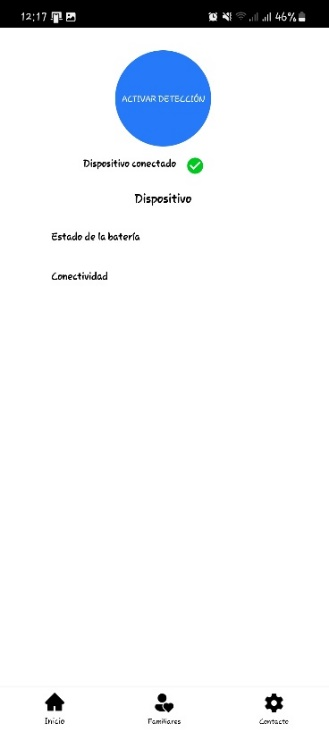 12:17 46%
ACTIVAR DETECCIÓN
Dispositivo conectado
Dispositivo
Estado de la batería
Conectividad
Inicio Familiares Contacto